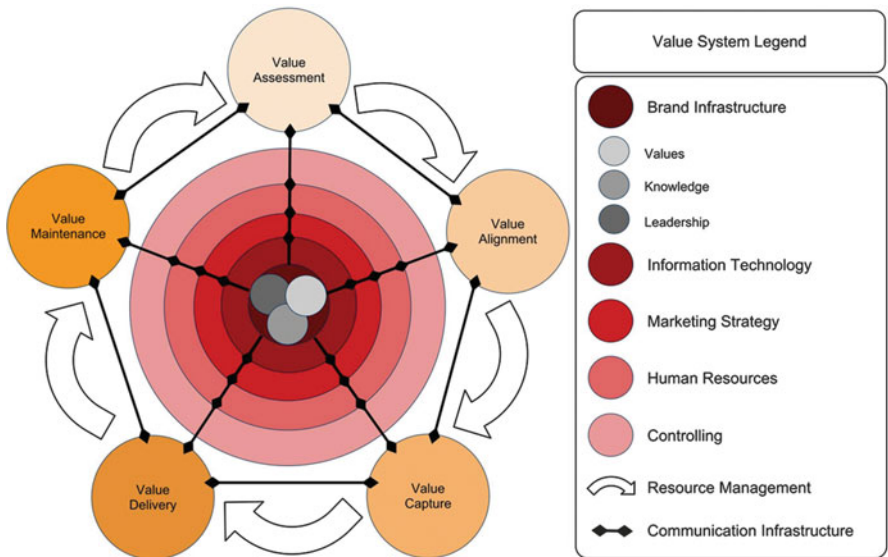 Value
Assessment
Value
Maintenance
Value
Alignment
Value
Delivery
Value
Capture
Value System Legend
Brand Infrastructure
Values
Knowledge
Leadership
Information Technology
Marketing Strategy
Human Resources
Controlling
Resource Management
Communication Infrastructure